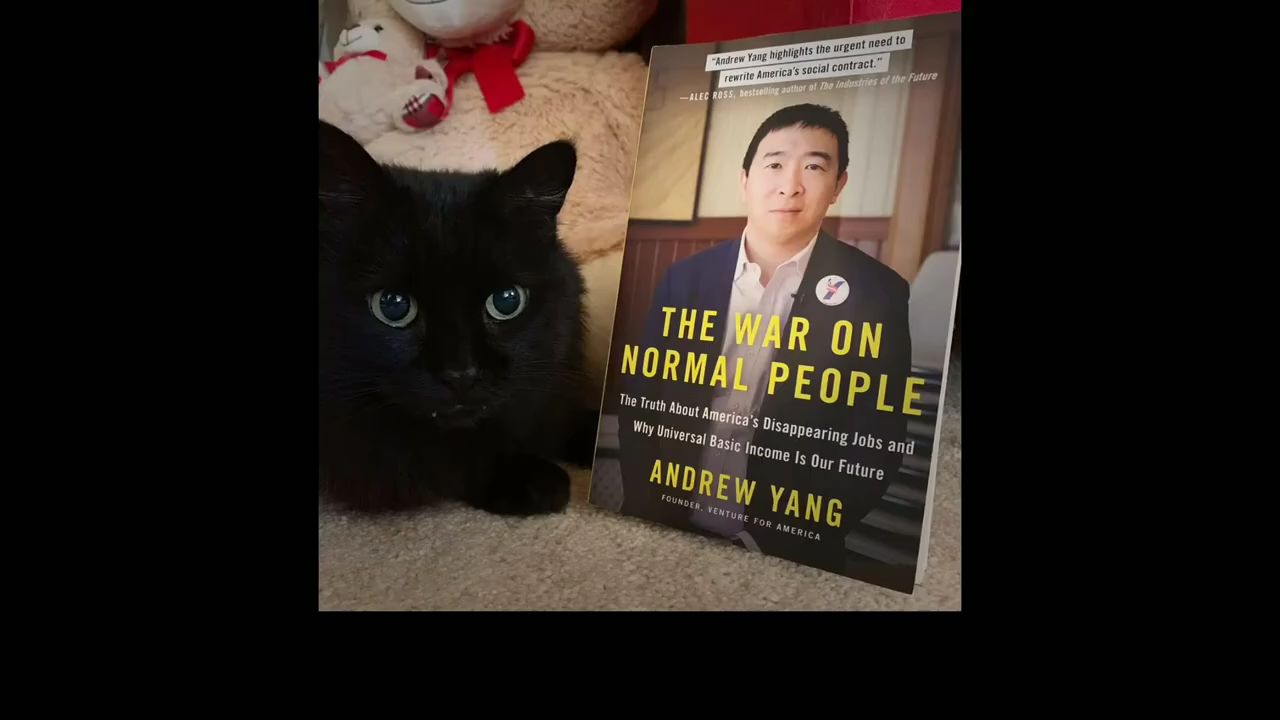 "Andrew Yang highlights the urgent need to
rewrite America's social contract."
—ALEC ROSS, bestselling author of The Industries of the Future
THE WAR ON
NORMAL PEOPLE
The Truth About America's Disappearing Jobs and
Why Universal Basic Income Is Our Future
ANDREW YANG
FOUNDER, VENTURE FOR AMERICA